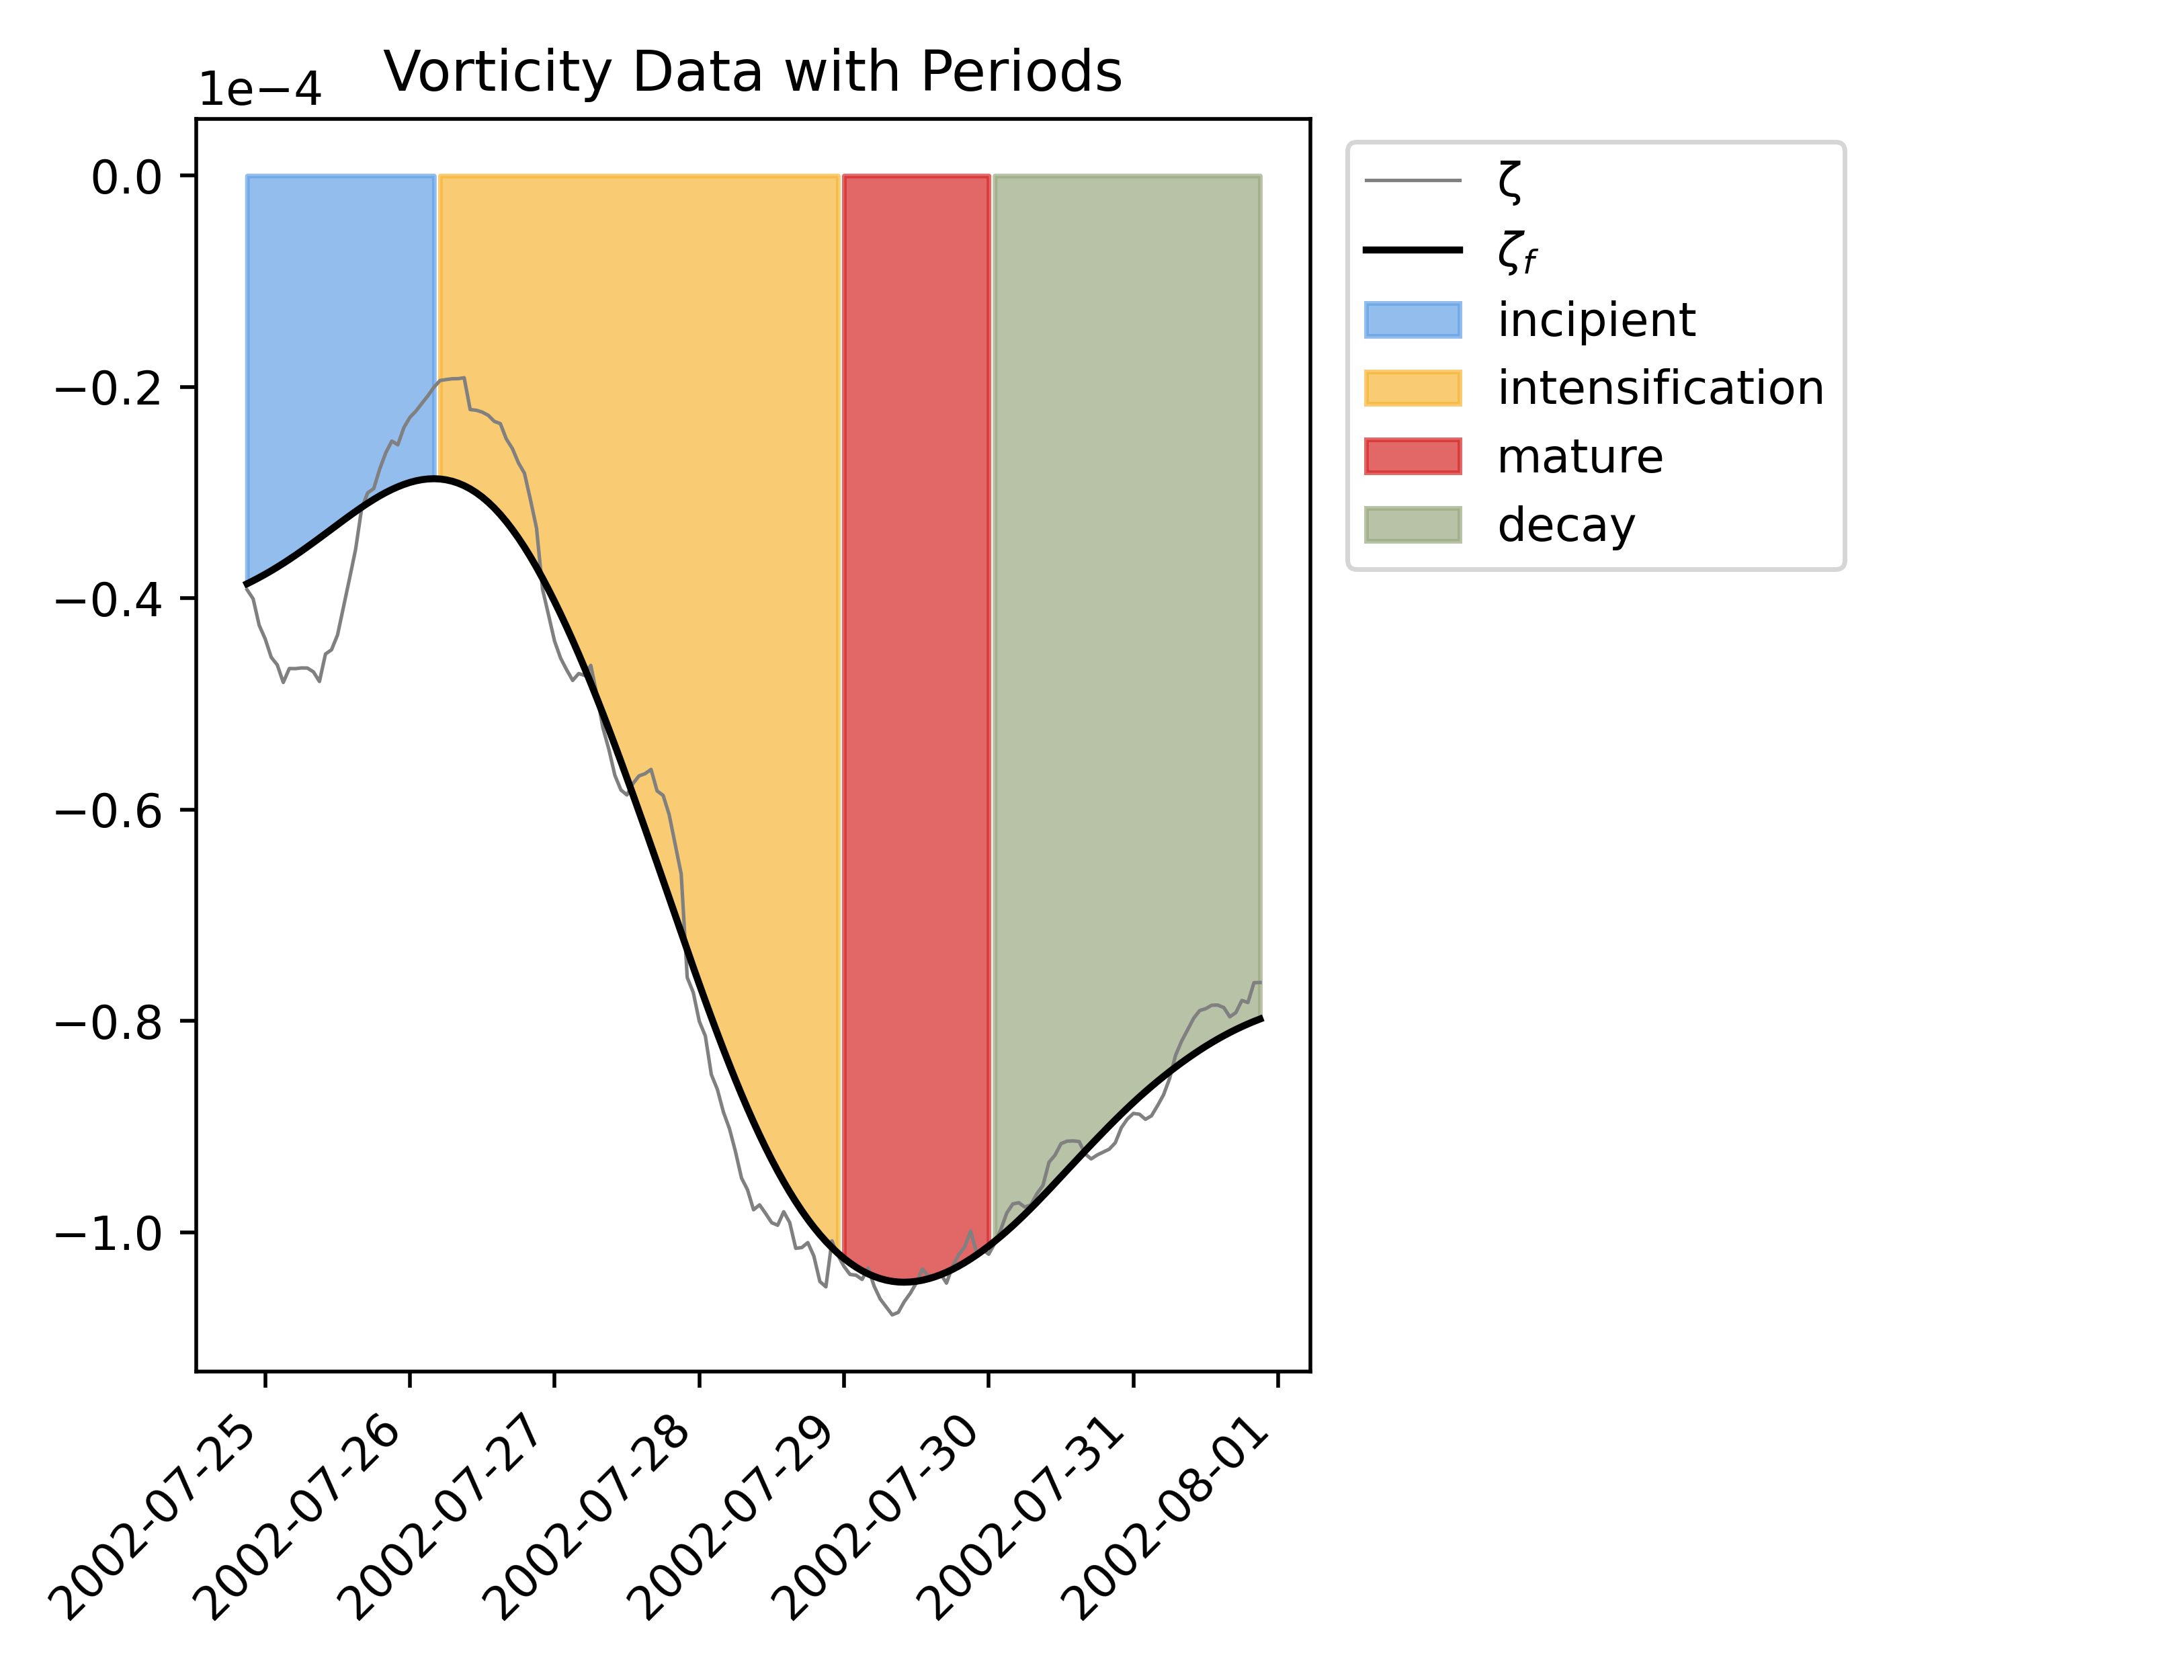 Vorticity Data with Periods
1e−4
0.0
−0.2
−0.4
−0.6
−0.8
−1.0
2002-07-25
2002-07-26
2002-07-27
2002-07-28
2002-07-29
2002-07-30
2002-07-31
2002-08-01
ζ
ζf
incipient
intensification
mature
decay